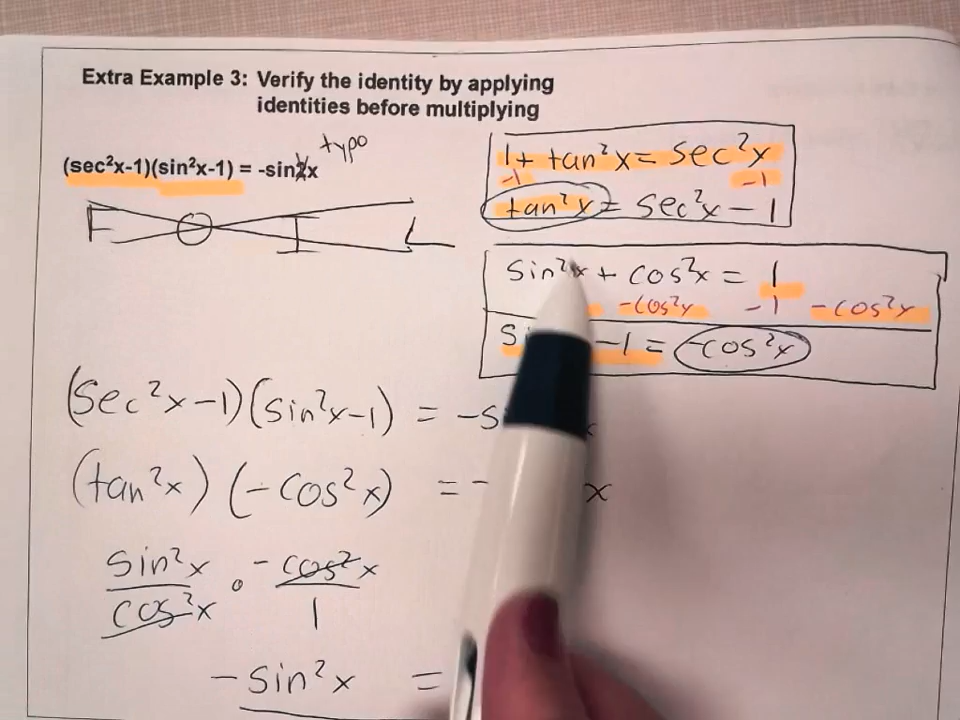 Extra Example 3: Verify the identity by applying
identities before multiplying
typo
(sec²x-1)(sin²x-1) = -sin²x
FOIL
1 + tan²x = sec²x
-1 -1
tan²x = sec²x - 1
sin²x + cos²x = 1
-cos²x -1 -cos²x
-1 = -cos²x
(sec²x-1)(sin²x-1) = -s
(tan²x) (-cos²x) = - x
sin²x - cos²x
cos²x · 1
-sin²x =